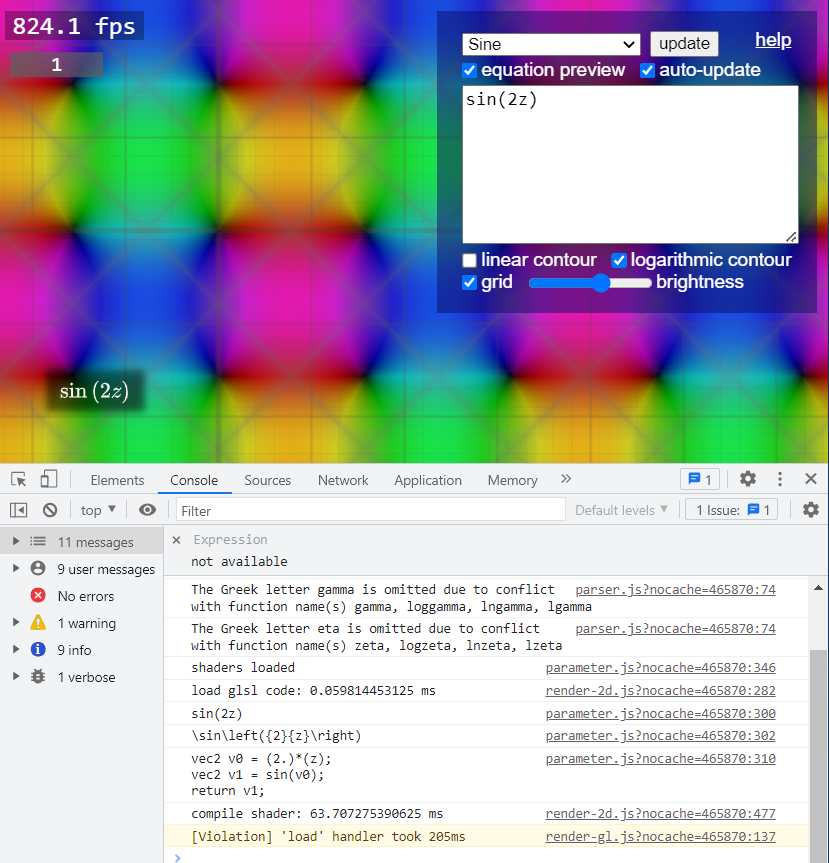 824.1 fps
1
Sine update help
equation preview auto-update
sin(2z)
linear contour logarithmic contour
grid brightness
sin (2z)
Elements Console Sources Network Application Memory » 1
top ▼ Filter Default levels ▼ 1 Issue: 1
11 messages
9 user messages
No errors
1 warning
9 info
1 verbose
Expression
not available
The Greek letter gamma is omitted due to conflict parser.js?nocache=465870:74
with function name(s) gamma, loggamma, lngamma, lgamma
The Greek letter eta is omitted due to conflict parser.js?nocache=465870:74
with function name(s) zeta, logzeta, lnzeta, lzeta
shaders loaded parameter.js?nocache=465870:346
load glsl code: 0.059814453125 ms render-2d.js?nocache=465870:282
sin(2z) parameter.js?nocache=465870:300
\sin\left({2}{z}\right) parameter.js?nocache=465870:302
vec2 v0 = (2.)*(z); parameter.js?nocache=465870:310
vec2 v1 = sin(v0);
return v1;
compile shader: 63.707275390625 ms render-2d.js?nocache=465870:477
[Violation] 'load' handler took 205ms render-gl.js?nocache=465870:137